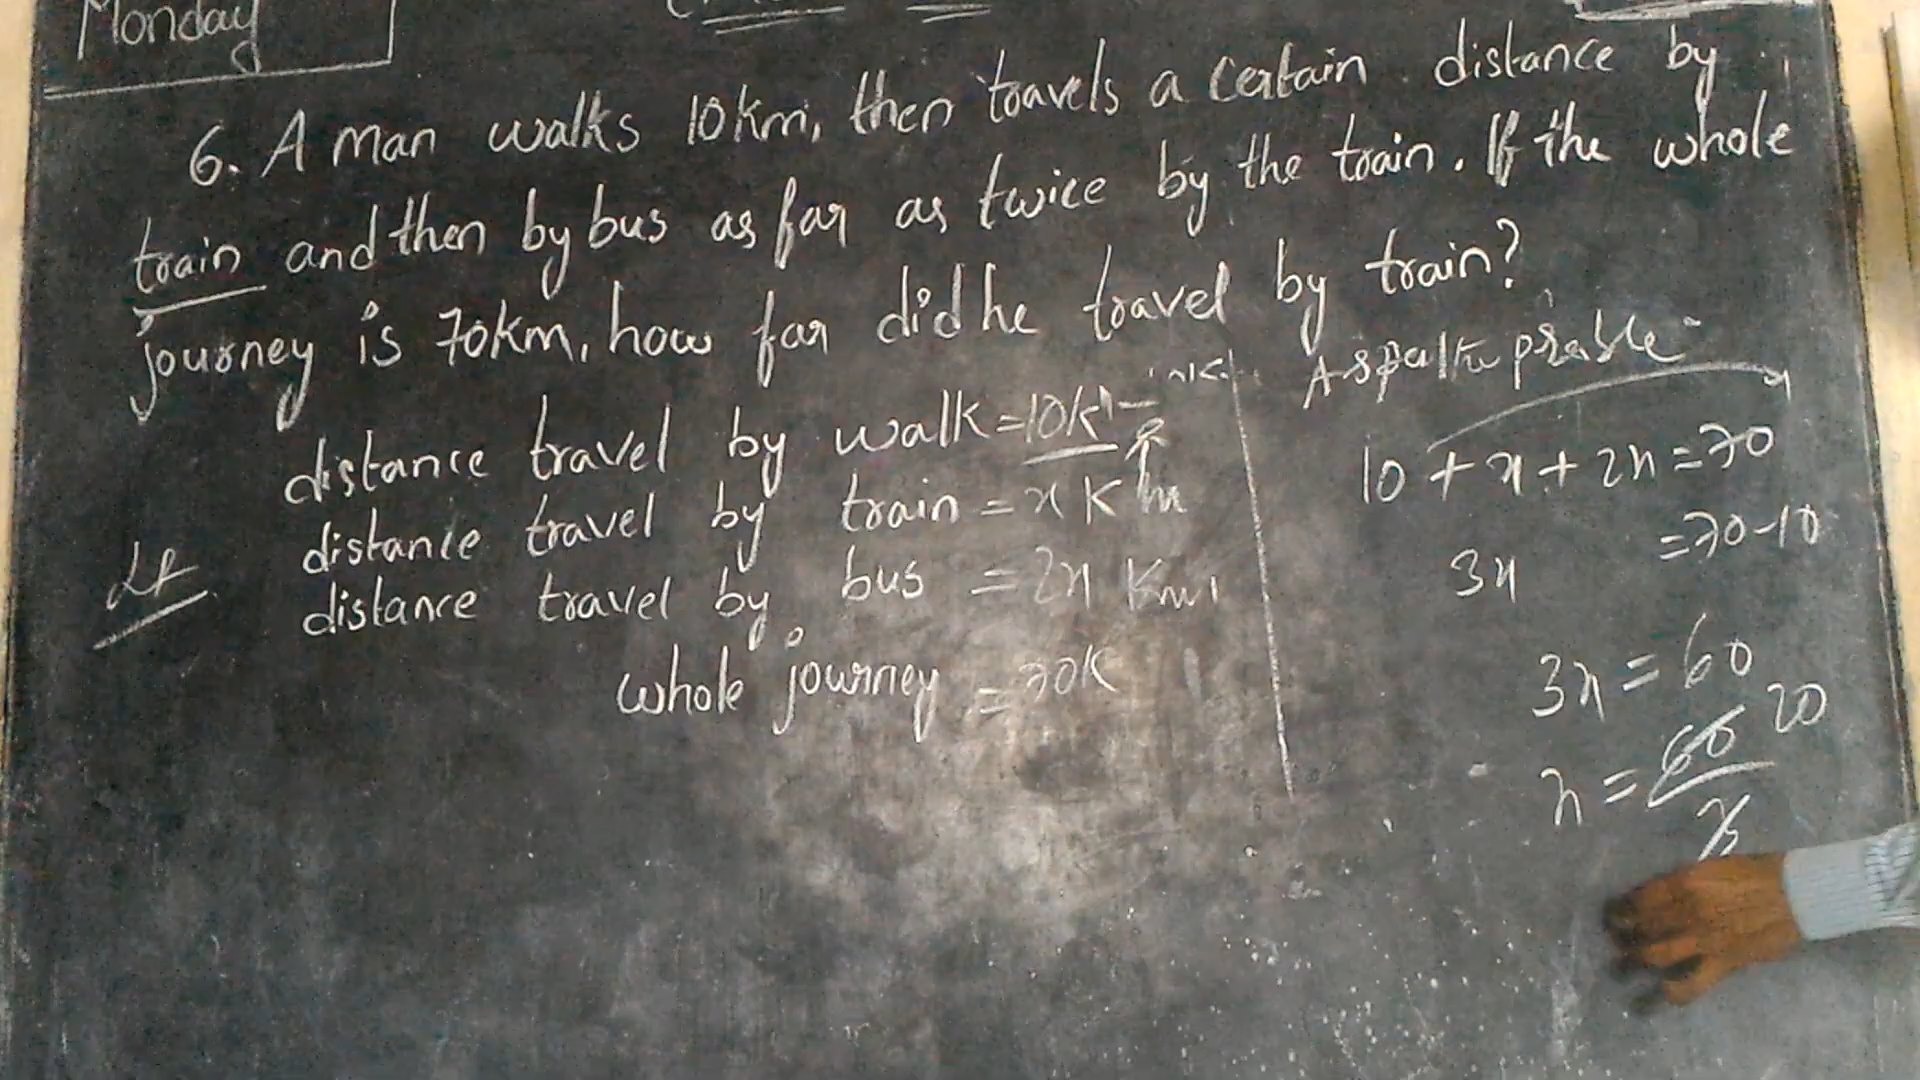 Monday
6. A man walks 10km, then travels a certain distance by
train and then by bus as far as twice by the train. If the whole
journey is 70km, how far did he travel by train?
distance travel by walk = 10k
distance travel by train = x Km
distance travel by bus = 2x Km
whole journey = 70K
10 + x + 2x = 70
3x = 70-10
3x = 60
x = 60/3 20